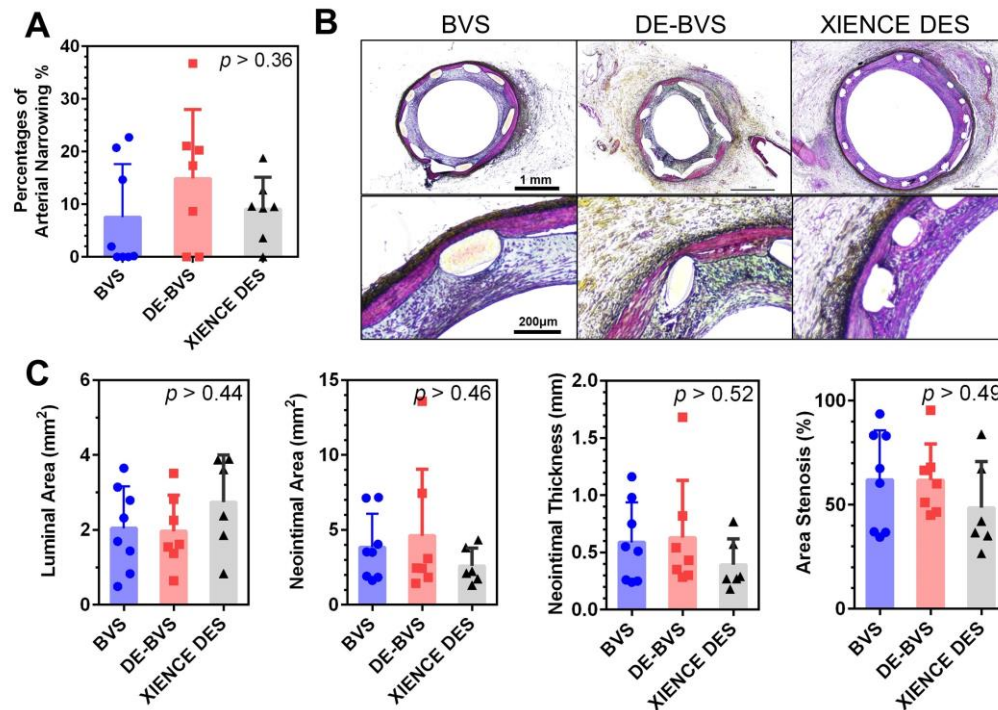 A
Percentages of
Arterial Narrowing %
40
30
20
10
0
p > 0.36
BVS
DE-BVS
XIENCE DES
B
BVS
DE-BVS
XIENCE DES
1 mm
200µm
C
Luminal Area (mm²)
6
4
2
0
p > 0.44
BVS
DE-BVS
XIENCE DES
Neointimal Area (mm²)
15
10
5
0
p > 0.46
BVS
DE-BVS
XIENCE DES
Neointimal Thickness (mm)
2.0
1.5
1.0
0.5
0.0
p > 0.52
BVS
DE-BVS
XIENCE DES
Area Stenosis (%)
100
50
0
p > 0.49
BVS
DE-BVS
XIENCE DES